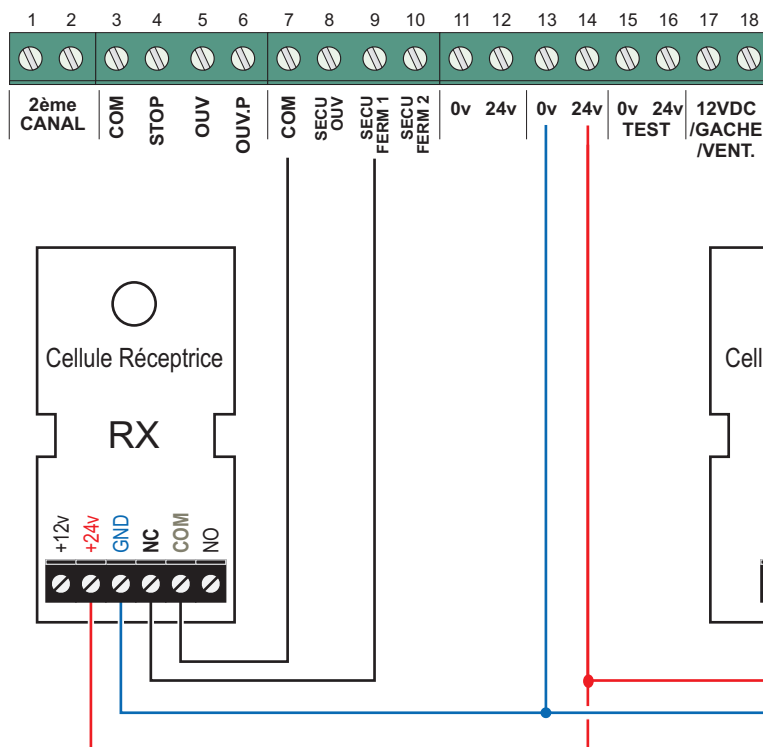 1 2 3 4 5 6 7 8 9 10 11 12 13 14 15 16 17 18
2ème
CANAL
COM
STOP
OUV
OUV.P
COM
SECU
OUV
SECU
FERM 1
SECU
FERM 2
0v 24v
0v 24v
0v 24v
TEST
12VDC
/GACHE
/VENT.
Cellule Réceptrice
RX
+12v
+24v
GND
NC
COM
NO
Cell